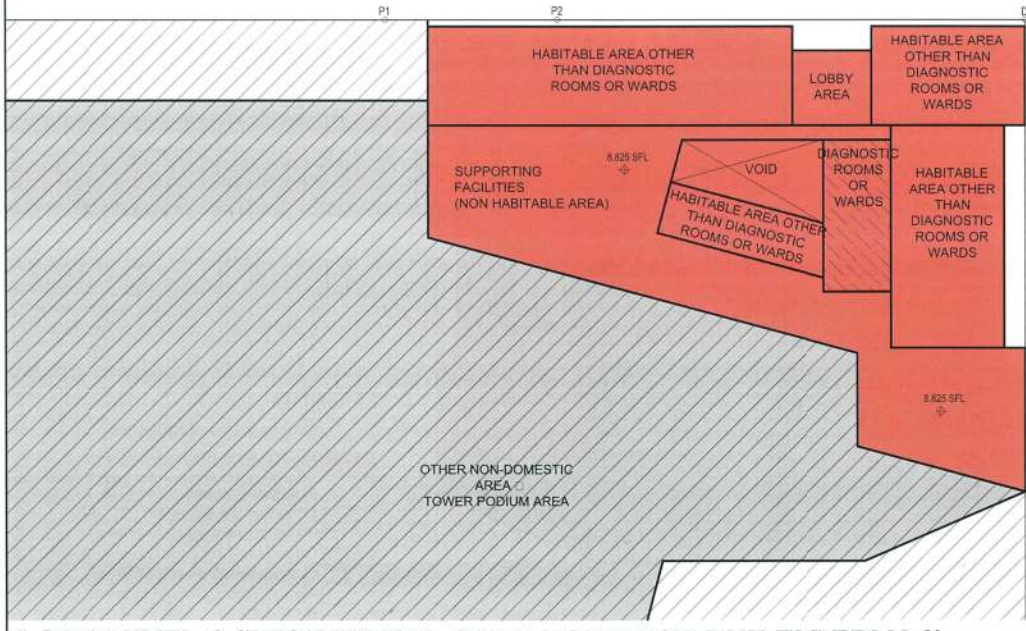 P1
P2
HABITABLE AREA OTHER
THAN DIAGNOSTIC
ROOMS OR WARDS
LOBBY
AREA
HABITABLE AREA
OTHER THAN
DIAGNOSTIC
ROOMS OR
WARDS
SUPPORTING
FACILITIES
(NON HABITABLE AREA)
8.825 SFL
VOID
DIAGNOSTIC
ROOMS
OR
WARDS
HABITABLE AREA OTHER
THAN DIAGNOSTIC
ROOMS OR WARDS
HABITABLE
AREA OTHER
THAN
DIAGNOSTIC
ROOMS OR
WARDS
8.825 SFL
OTHER NON-DOMESTIC
AREA
TOWER PODIUM AREA